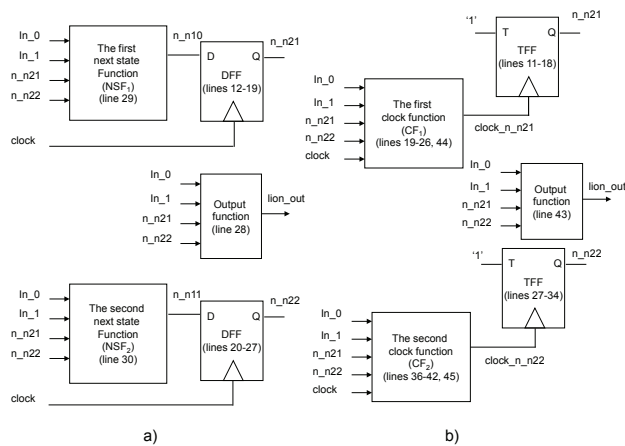 In_0
In_1
n_n21
n_n22
The first
next state
Function
(NSF1)
(line 29)
n_n10
n_n21
D
Q
DFF
(lines 12-19)
clock
In_0
In_1
n_n21
n_n22
Output
function
(line 28)
lion_out
In_0
In_1
n_n21
n_n22
The second
next state
Function
(NSF2)
(line 30)
n_n11
n_n22
D
Q
DFF
(lines 20-27)
clock
a)
'1'
T
Q
n_n21
TFF
(lines 11-18)
In_0
In_1
n_n21
n_n22
clock
The first
clock function
(CF1)
(lines 19-26, 44)
clock_n_n21
In_0
In_1
n_n21
n_n22
Output
function
(line 43)
lion_out
'1'
T
Q
n_n22
TFF
(lines 27-34)
In_0
In_1
n_n21
n_n22
clock
The second
clock function
(CF2)
(lines 36-42, 45)
clock_n_n22
b)